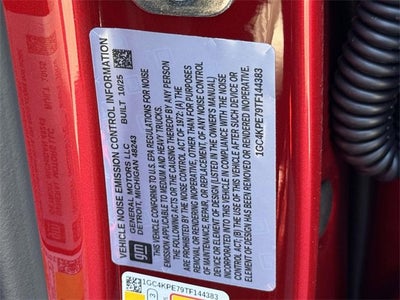 VEHICLE NOISE EMISSION CONTROL INFORMATION
GENERAL MOTORS LLC BUILT 10/25
DETROIT, MICHIGAN 48243
THIS VEHICLE CONFORMS TO U.S. EPA REGULATIONS FOR NOISE
EMISSION APPLICABLE TO MEDIUM AND HEAVY TRUCKS.
THE FOLLOWING ACTS OR THE CAUSING THEREOF BY ANY PERSON
ARE PROHIBITED BY THE NOISE CONTROL ACT OF 1972: (A) THE
REMOVAL OR RENDERING INOPERATIVE, OTHER THAN FOR PURPOSES
OF MAINTENANCE, REPAIR, OR REPLACEMENT, OF ANY NOISE CONTROL
DEVICE OR ELEMENT OF DESIGN (LISTED IN THE OWNER'S MANUAL)
INCORPORATED INTO THIS VEHICLE IN COMPLIANCE WITH THE NOISE
CONTROL ACT; (B) THE USE OF THIS VEHICLE AFTER SUCH DEVICE
OR ELEMENT OF DESIGN HAS BEEN REMOVED OR RENDERED INOPERATIVE.
1GC4KPE79TF144383
gm
1GC4KPE79TF144383
3